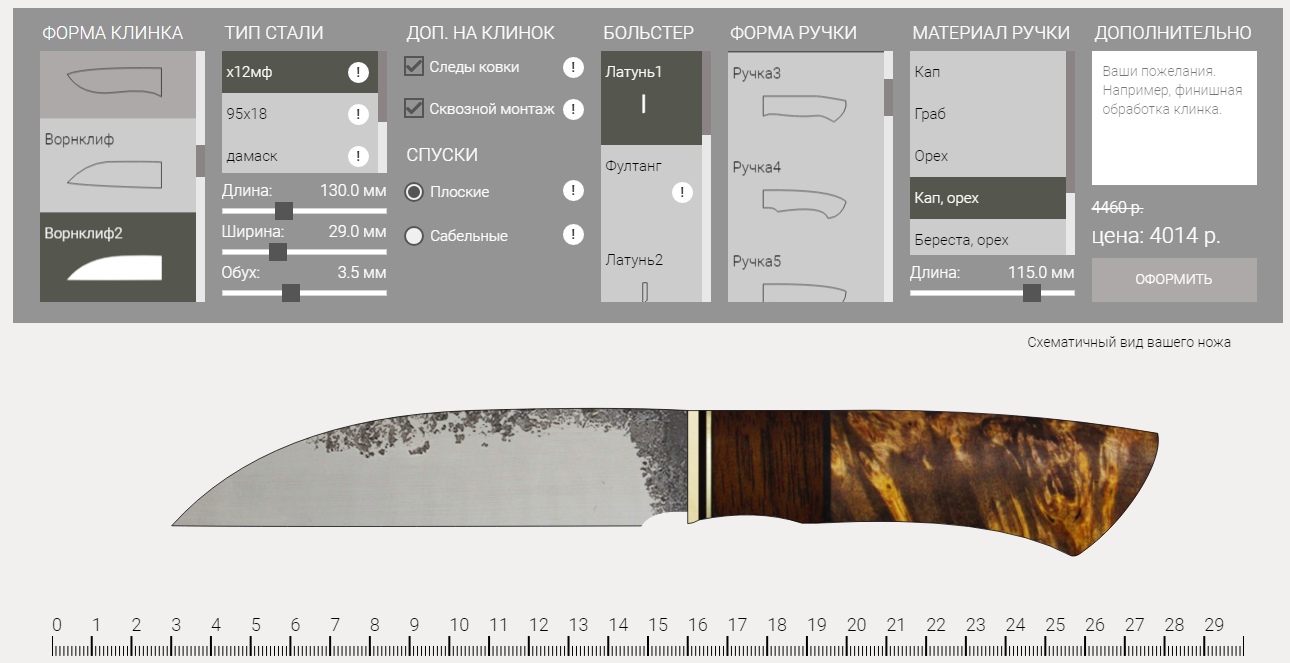 ФОРМА КЛИНКА
Ворнклиф
Ворнклиф2
ТИП СТАЛИ
х12мф !
95х18 !
дамаск !
Длина: 130.0 мм
Ширина: 29.0 мм
Обух: 3.5 мм
ДОП. НА КЛИНОК
Следы ковки !
Сквозной монтаж !
СПУСКИ
Плоские !
Сабельные !
БОЛЬСТЕР
Латунь1
Фултанг
!
Латунь2
ФОРМА РУЧКИ
Ручка3
Ручка4
Ручка5
МАТЕРИАЛ РУЧКИ
Кап
Граб
Орех
Кап, орех
Береста, орех
Длина: 115.0 мм
ДОПОЛНИТЕЛЬНО
Ваши пожелания.
Например, финишная
обработка клинка.
4460 р.
цена: 4014 р.
ОФОРМИТЬ
Схематичный вид вашего ножа
0 1 2 3 4 5 6 7 8 9 10 11 12 13 14 15 16 17 18 19 20 21 22 23 24 25 26 27 28 29